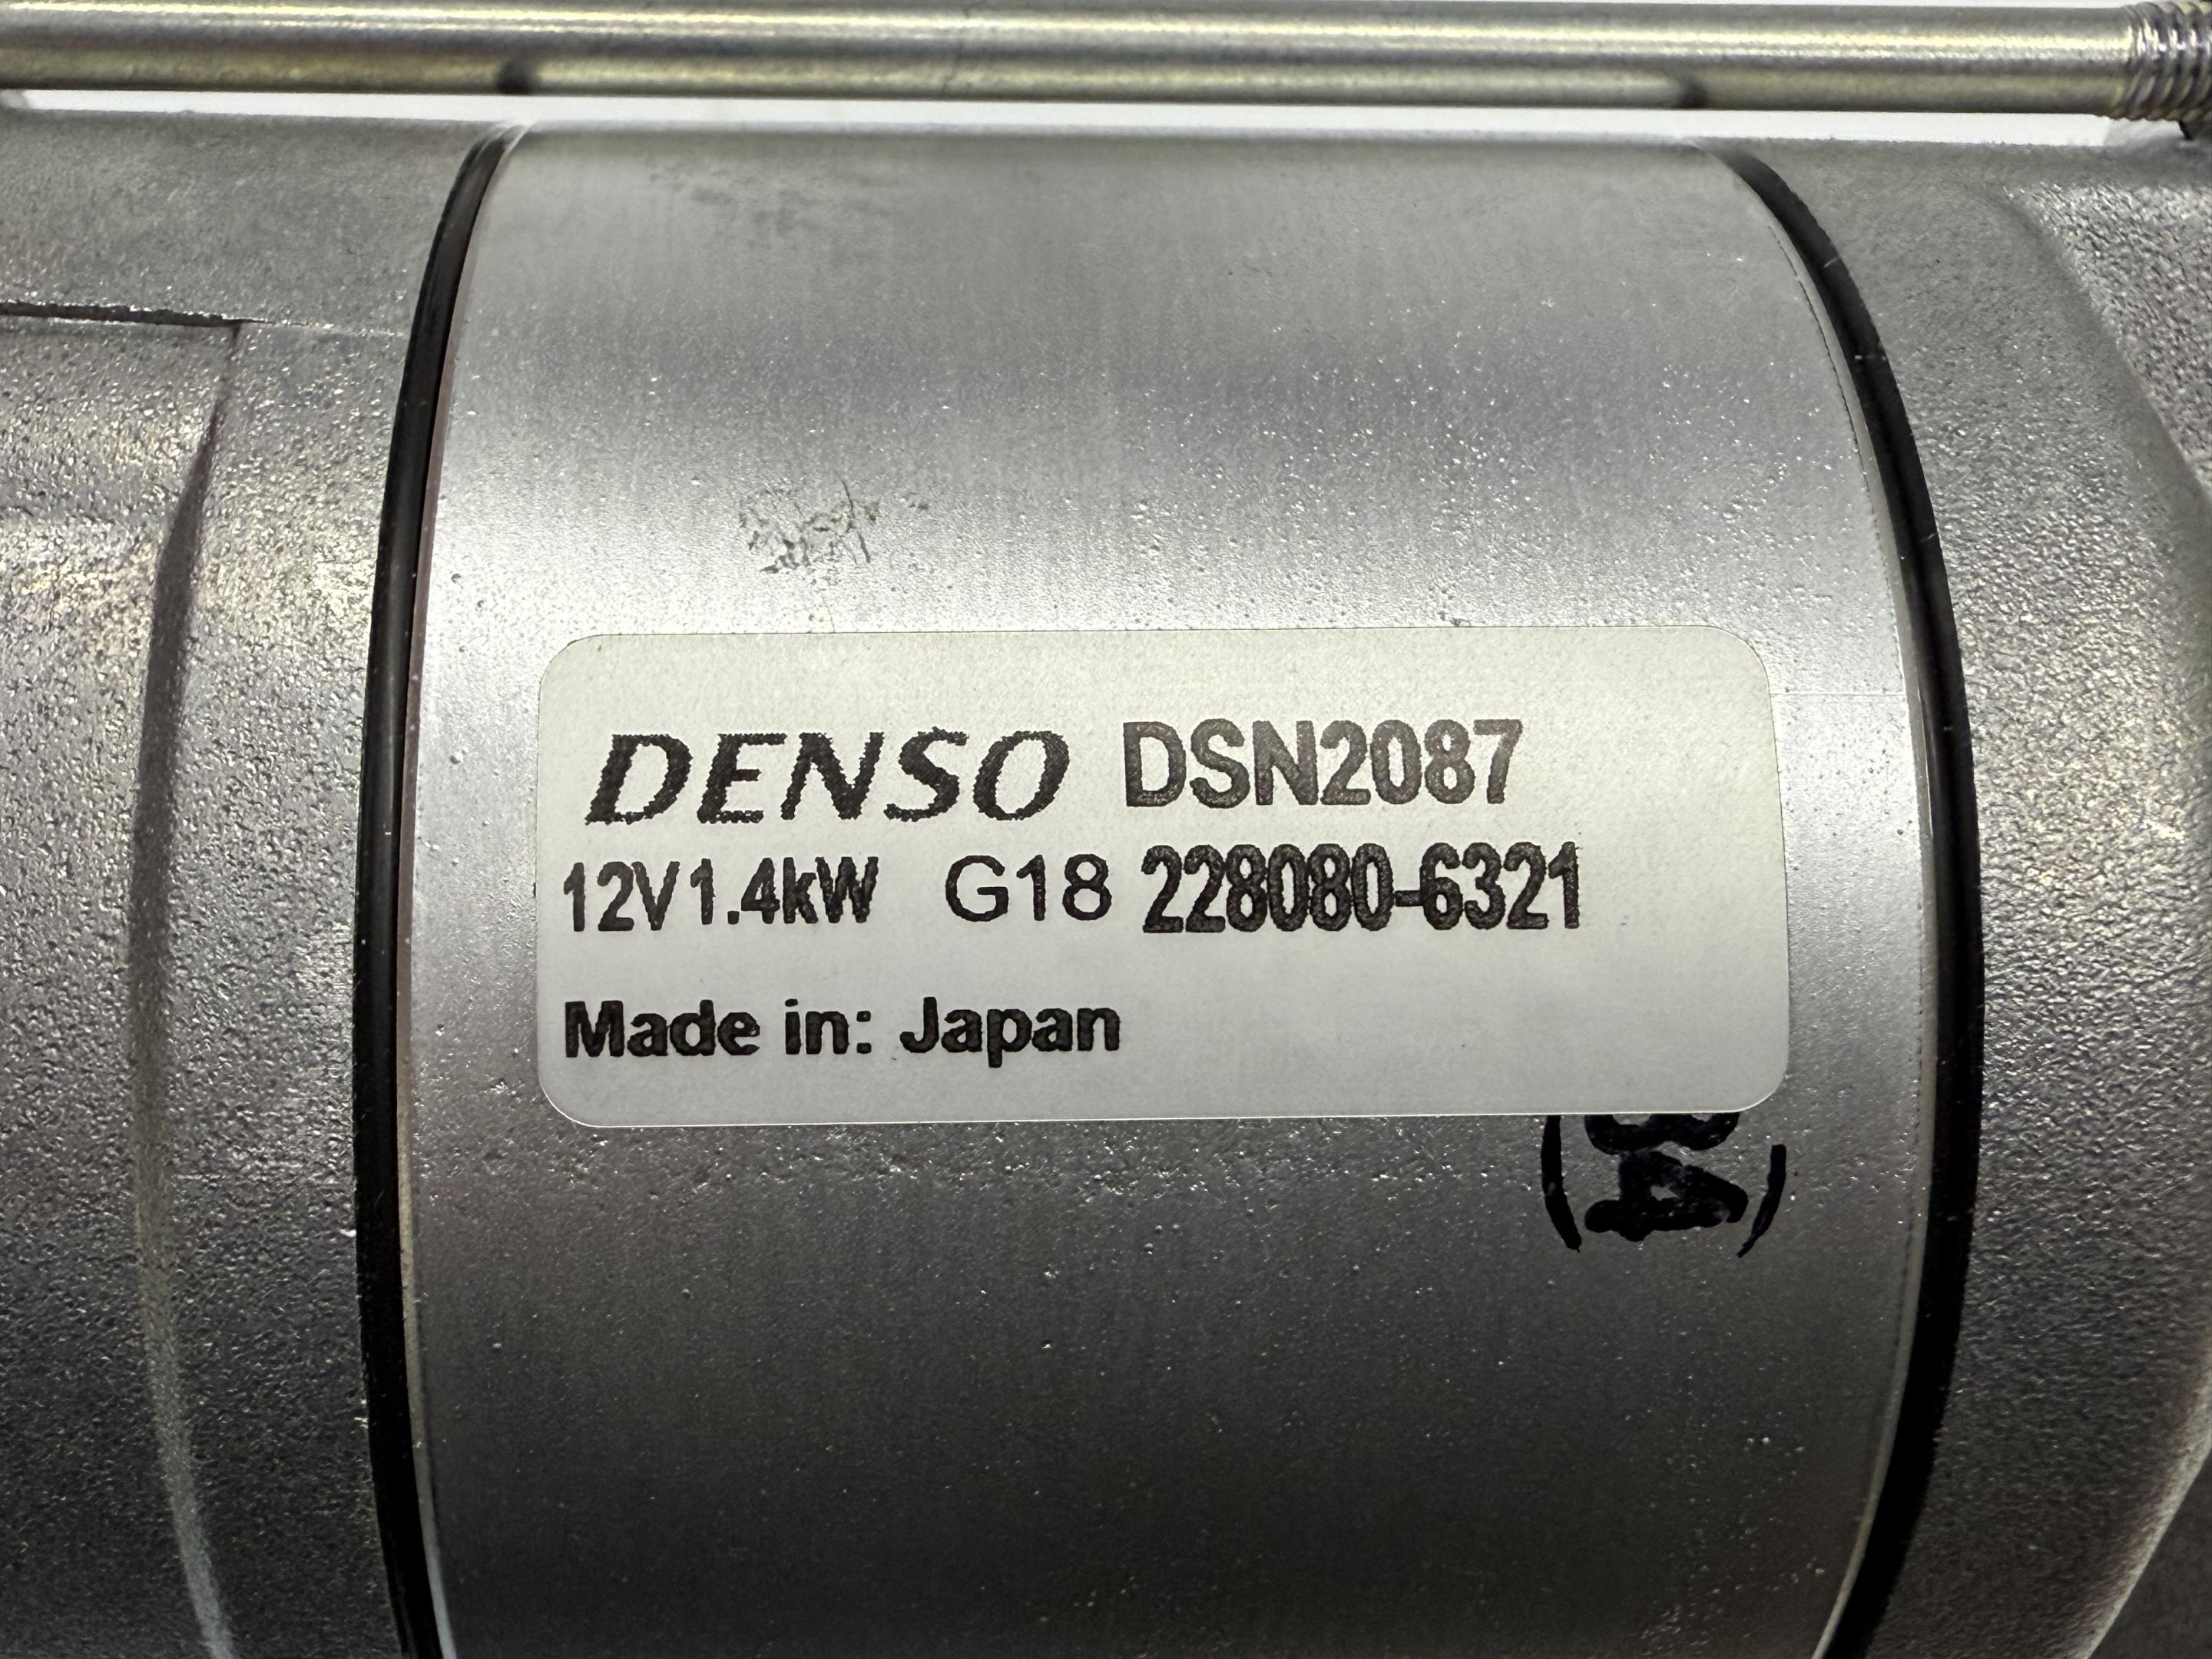 DENSO DSN2087
12V1.4kW G18 228080-6321
Made in: Japan